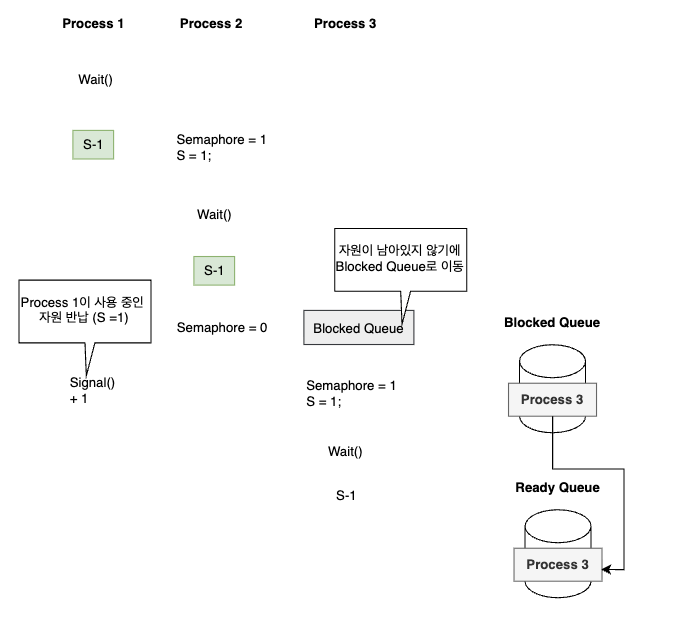 Process 1
Process 2
Process 3
Wait()
S-1
Semaphore = 1
S = 1;
Wait()
S-1
자원이 남아있지 않기에
Blocked Queue로 이동
Process 1이 사용 중인
자원 반납 (S =1)
Semaphore = 0
Blocked Queue
Signal()
+ 1
Semaphore = 1
S = 1;
Wait()
S-1
Blocked Queue
Process 3
Ready Queue
Process 3